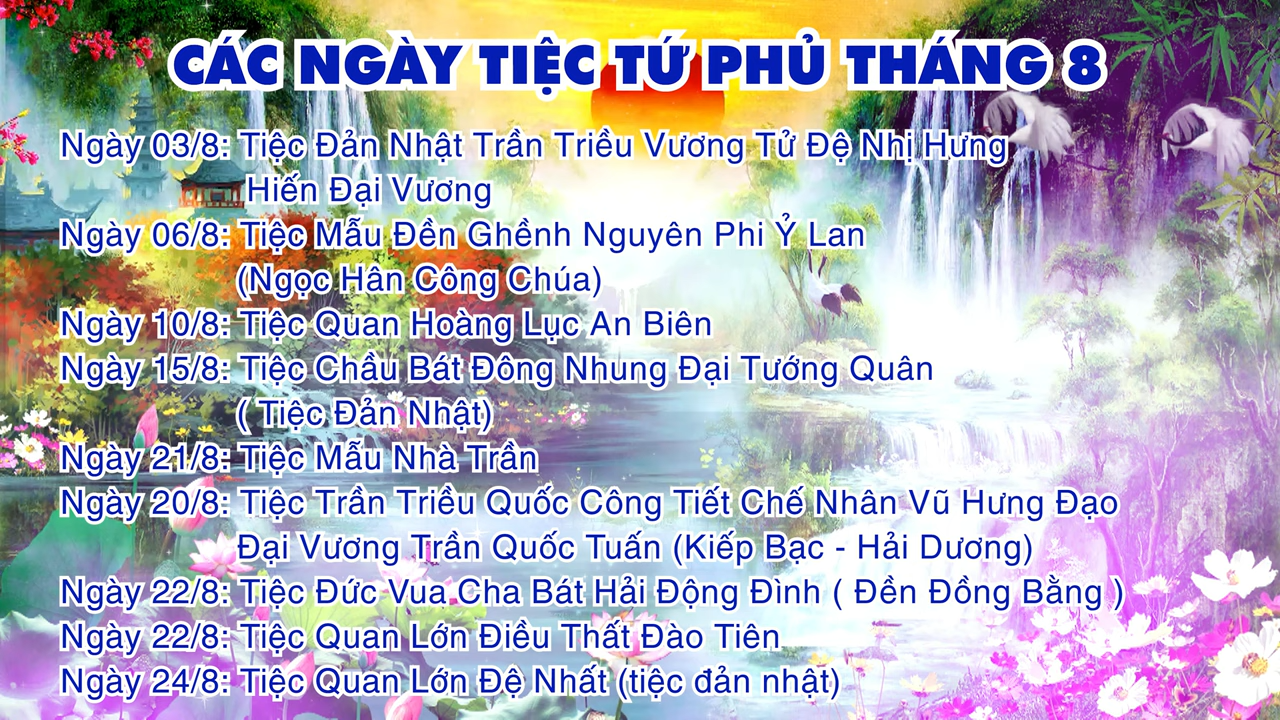 CÁC NGÀY TIỆC TỨ PHỦ THÁNG 8
Ngày 03/8: Tiệc Đản Nhật Trần Triều Vương Tử Đệ Nhị Hưng
Hiến Đại Vương
Ngày 06/8: Tiệc Mẫu Đền Ghềnh Nguyên Phi Ỷ Lan
(Ngọc Hân Công Chúa)
Ngày 10/8: Tiệc Quan Hoàng Lục An Biên
Ngày 15/8: Tiệc Chầu Bát Đông Nhung Đại Tướng Quân
( Tiệc Đản Nhật)
Ngày 21/8: Tiệc Mẫu Nhà Trần
Ngày 20/8: Tiệc Trần Triều Quốc Công Tiết Chế Nhân Vũ Hưng Đạo
Đại Vương Trần Quốc Tuấn (Kiếp Bạc - Hải Dương)
Ngày 22/8: Tiệc Đức Vua Cha Bát Hải Động Đình ( Đền Đồng Bằng )
Ngày 22/8: Tiệc Quan Lớn Điều Thất Đào Tiên
Ngày 24/8: Tiệc Quan Lớn Đệ Nhất (tiệc đản nhật)